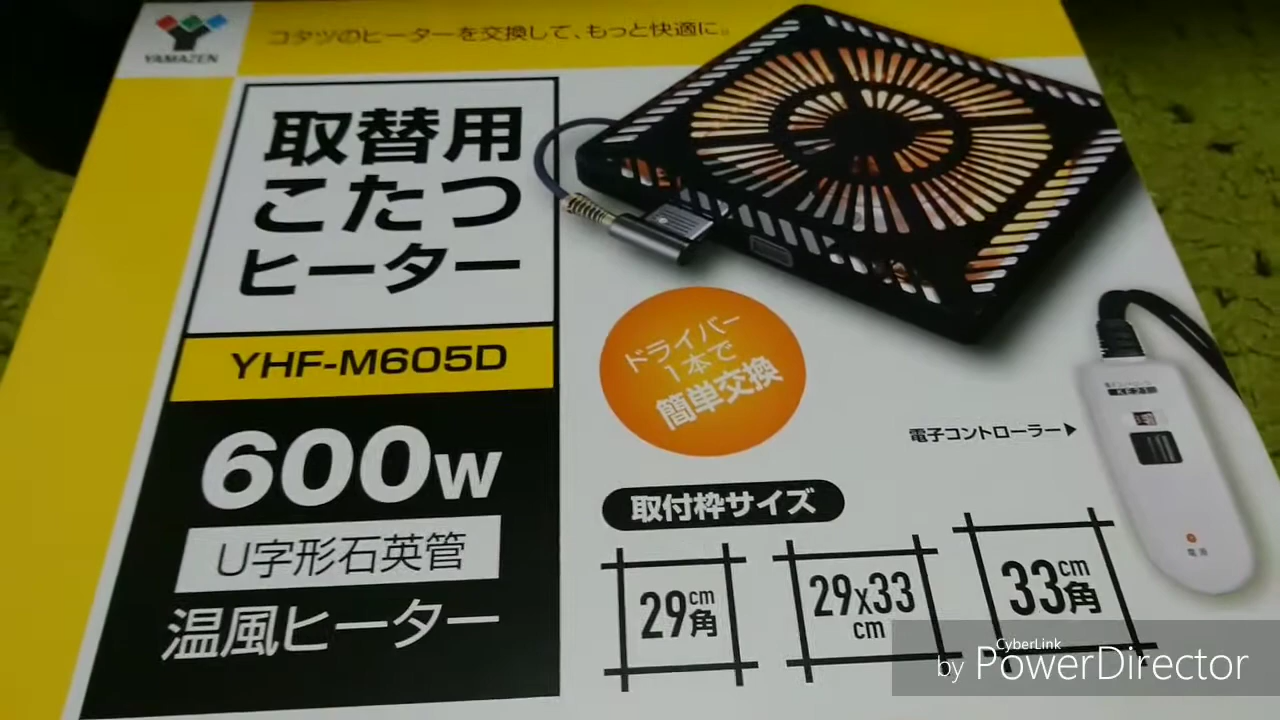 YAMAZEN
コタツのヒーターを交換して、もっと快適に。
取替用
こたつ
ヒーター
YHF-M605D
600W
U字形石英管
温風ヒーター
ドライバー
1本で
簡単交換
電子コントローラー▶
取付枠サイズ
29cm角
29x33cm
33cm角
電源
CyberLink
by PowerDirector